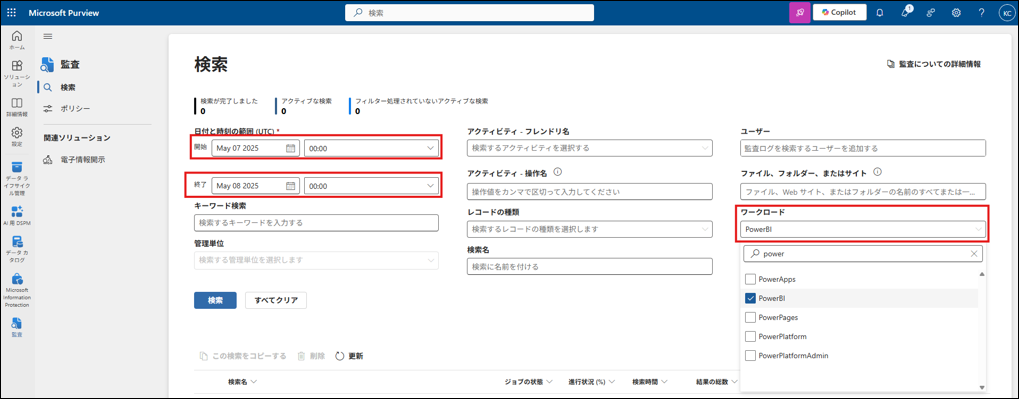 Microsoft Purview
検索
1
Copilot
?
KC
ホーム
ソリューション
詳細情報
設定
データ ライフサイクル管理
AI 用 DSPM
データ カタログ
Microsoft Information Protection
監査
監査
検索
ポリシー
関連ソリューション
電子情報開示
検索
監査についての詳細情報
検索が完了しました
0
アクティブな検索
0
フィルター処理されていないアクティブな検索
0
日付と時刻の範囲 (UTC) *
開始 May 07 2025 00:00
終了 May 08 2025 00:00
キーワード検索
検索するキーワードを入力する
管理単位
検索する管理単位を選択します
検索
すべてクリア
アクティビティ - フレンドリ名
検索するアクティビティを選択する
アクティビティ - 操作名
操作値をカンマで区切って入力してください
レコードの種類
検索するレコードの種類を選択します
検索名
検索に名前を付ける
ユーザー
監査ログを検索するユーザーを追加する
ファイル、フォルダー、またはサイト
ファイル、Web サイト、またはフォルダーの名前のすべてまたは一...
ワークロード
PowerBI
power
PowerApps
PowerBI
PowerPages
PowerPlatform
PowerPlatformAdmin
この検索をコピーする 削除 更新
検索名 ジョブの状態 進行状況 (%) 検索時間 結果の総数